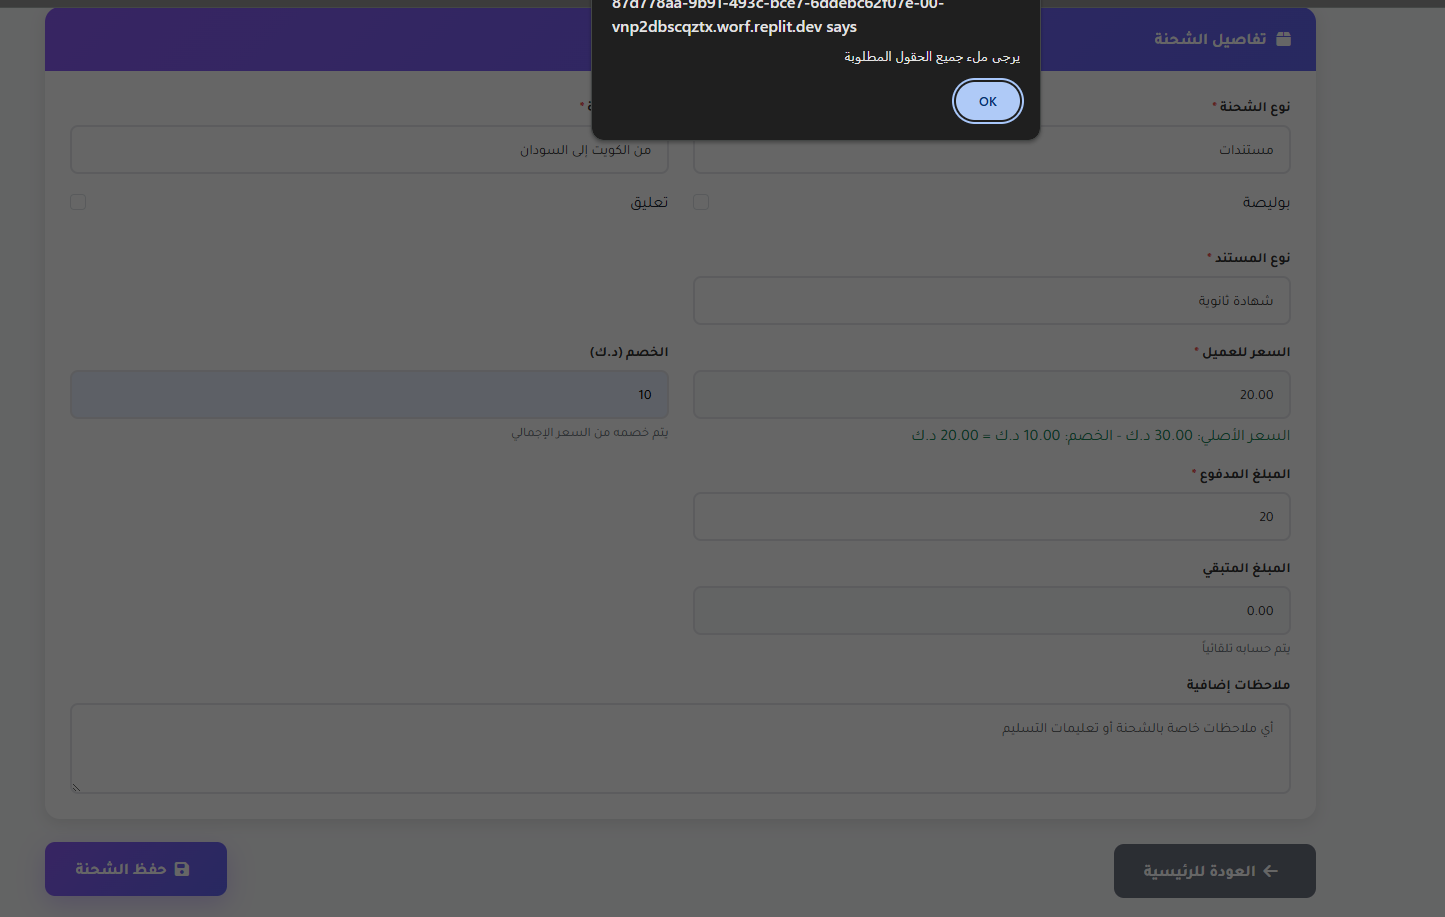 87d778aa-9b91-493c-bce7-6ddebc62f07e-00-
vnp2dbscqztx.worf.replit.dev says
يرجى ملء جميع الحقول المطلوبة
OK
تفاصيل الشحنة
نوع الشحنة *
مستندات
من الكويت إلى السودان
بوليصة
تعليق
نوع المستند *
شهادة ثانوية
السعر للعميل *
الخصم (د.ك)
20.00
10
السعر الأصلي: 30.00 د.ك - الخصم: 10.00 د.ك = 20.00 د.ك
يتم خصمه من السعر الإجمالي
المبلغ المدفوع *
20
المبلغ المتبقي
0.00
يتم حسابه تلقائياً
ملاحظات إضافية
أي ملاحظات خاصة بالشحنة أو تعليمات التسليم
العودة للرئيسية
حفظ الشحنة